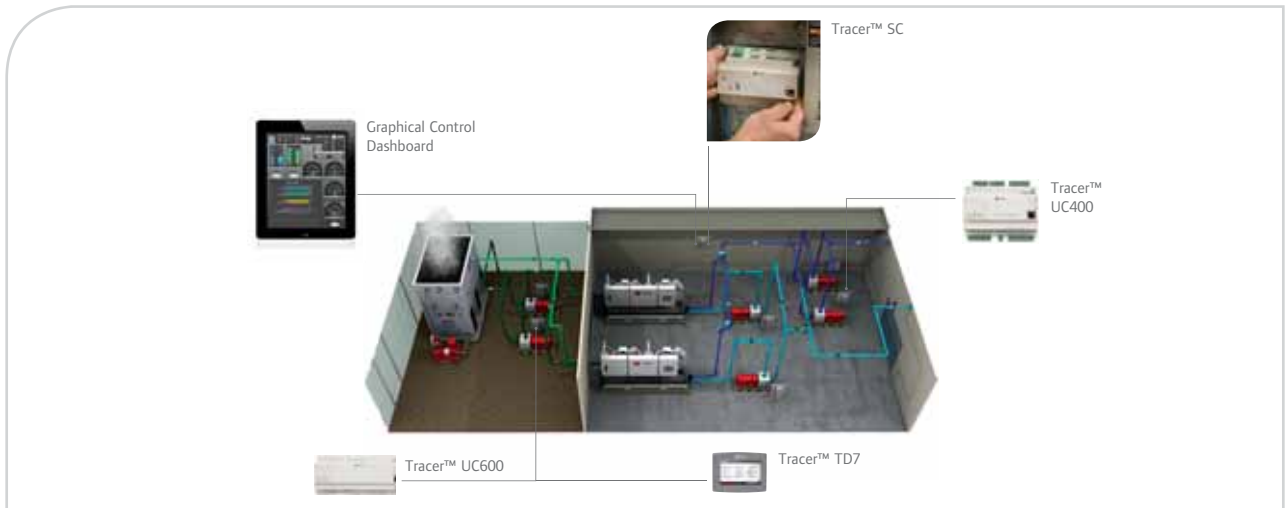 Tracer™ SC
Graphical Control
Dashboard
Tracer™
UC400
Tracer™ UC600
Tracer™ TD7